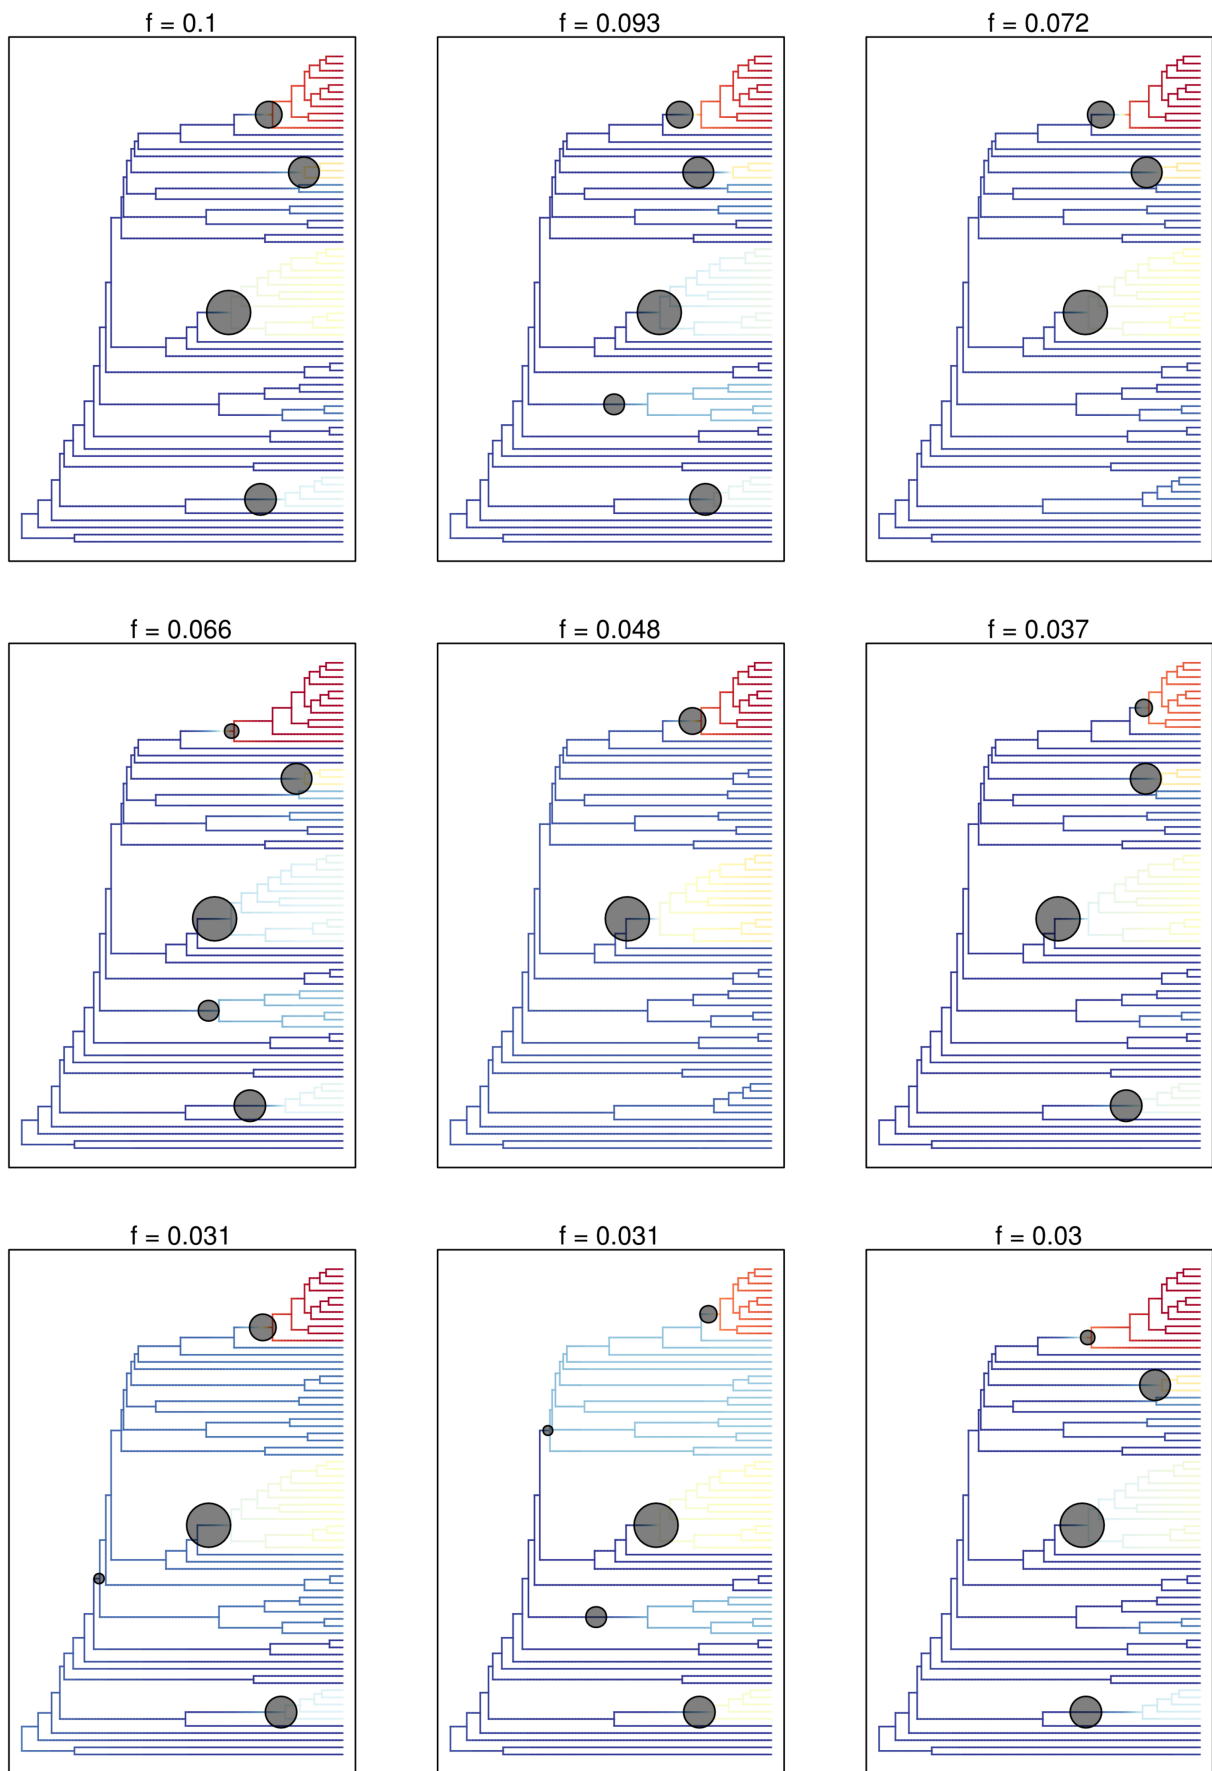 f = 0.1
f = 0.093
f = 0.072
f = 0.066
f = 0.048
f = 0.037
f = 0.031
f = 0.031
f = 0.03